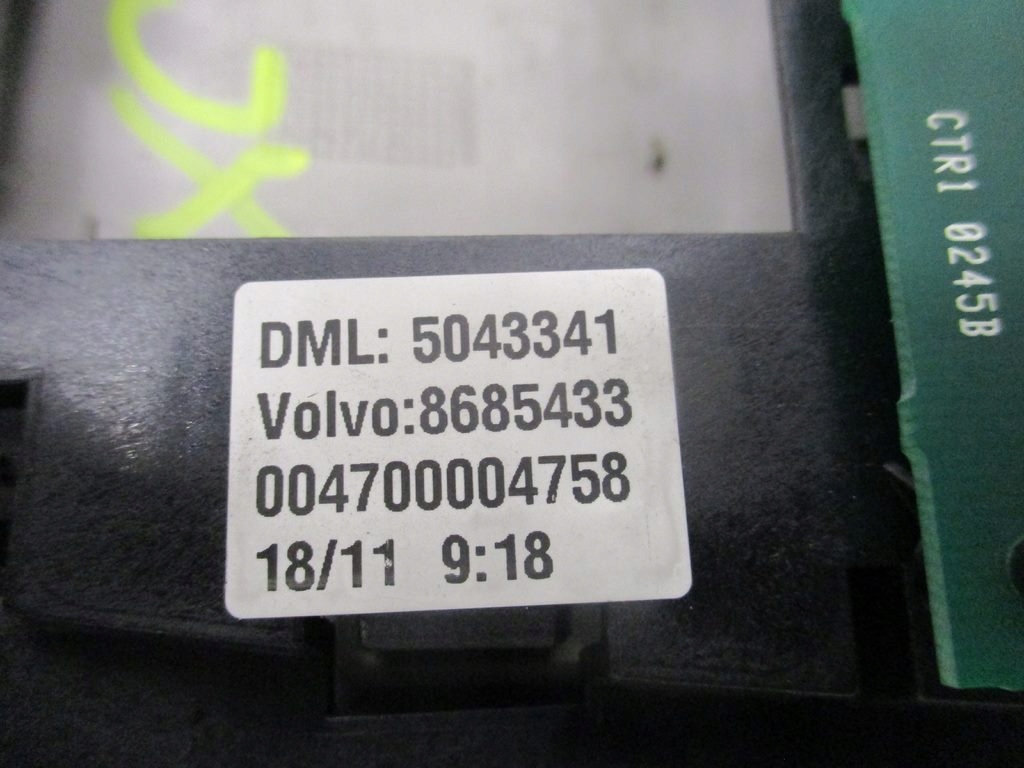 DML: 5043341
Volvo:8685433
004700004758
18/11 9:18
CTR1 0245B